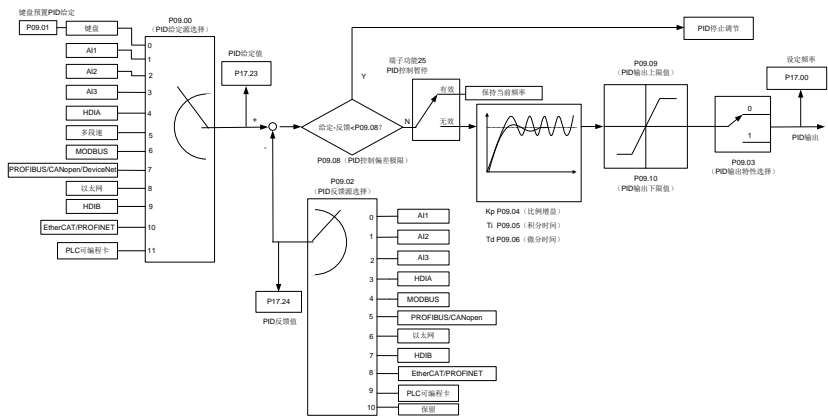 键盘预置PID给定
P09.01
P09.00
（PID给定源选择）
键盘
0
AI1
1
AI2
2
AI3
3
HDIA
4
多段速
5
MODBUS
6
PROFIBUS/CANopen/DeviceNet
7
以太网
8
HDIB
9
EtherCAT/PROFINET
10
PLC可编程卡
11
PID给定值
P17.23
+
-
给定-反馈<P09.08？
Y
N
P09.08（PID控制偏差极限）
PID停止调节
端子功能25
PID控制暂停
有效
无效
保持当前频率
Kp P09.04（比例增益）
Ti P09.05（积分时间）
Td P09.06（微分时间）
P09.09
（PID输出上限值）
P09.10
（PID输出下限值）
0
1
P09.03
（PID输出特性选择）
设定频率
P17.00
PID输出
P09.02
（PID反馈源选择）
P17.24
PID反馈值
0
AI1
1
AI2
2
AI3
3
HDIA
4
MODBUS
5
PROFIBUS/CANopen
6
以太网
7
HDIB
8
EtherCAT/PROFINET
9
PLC可编程卡
10
保留